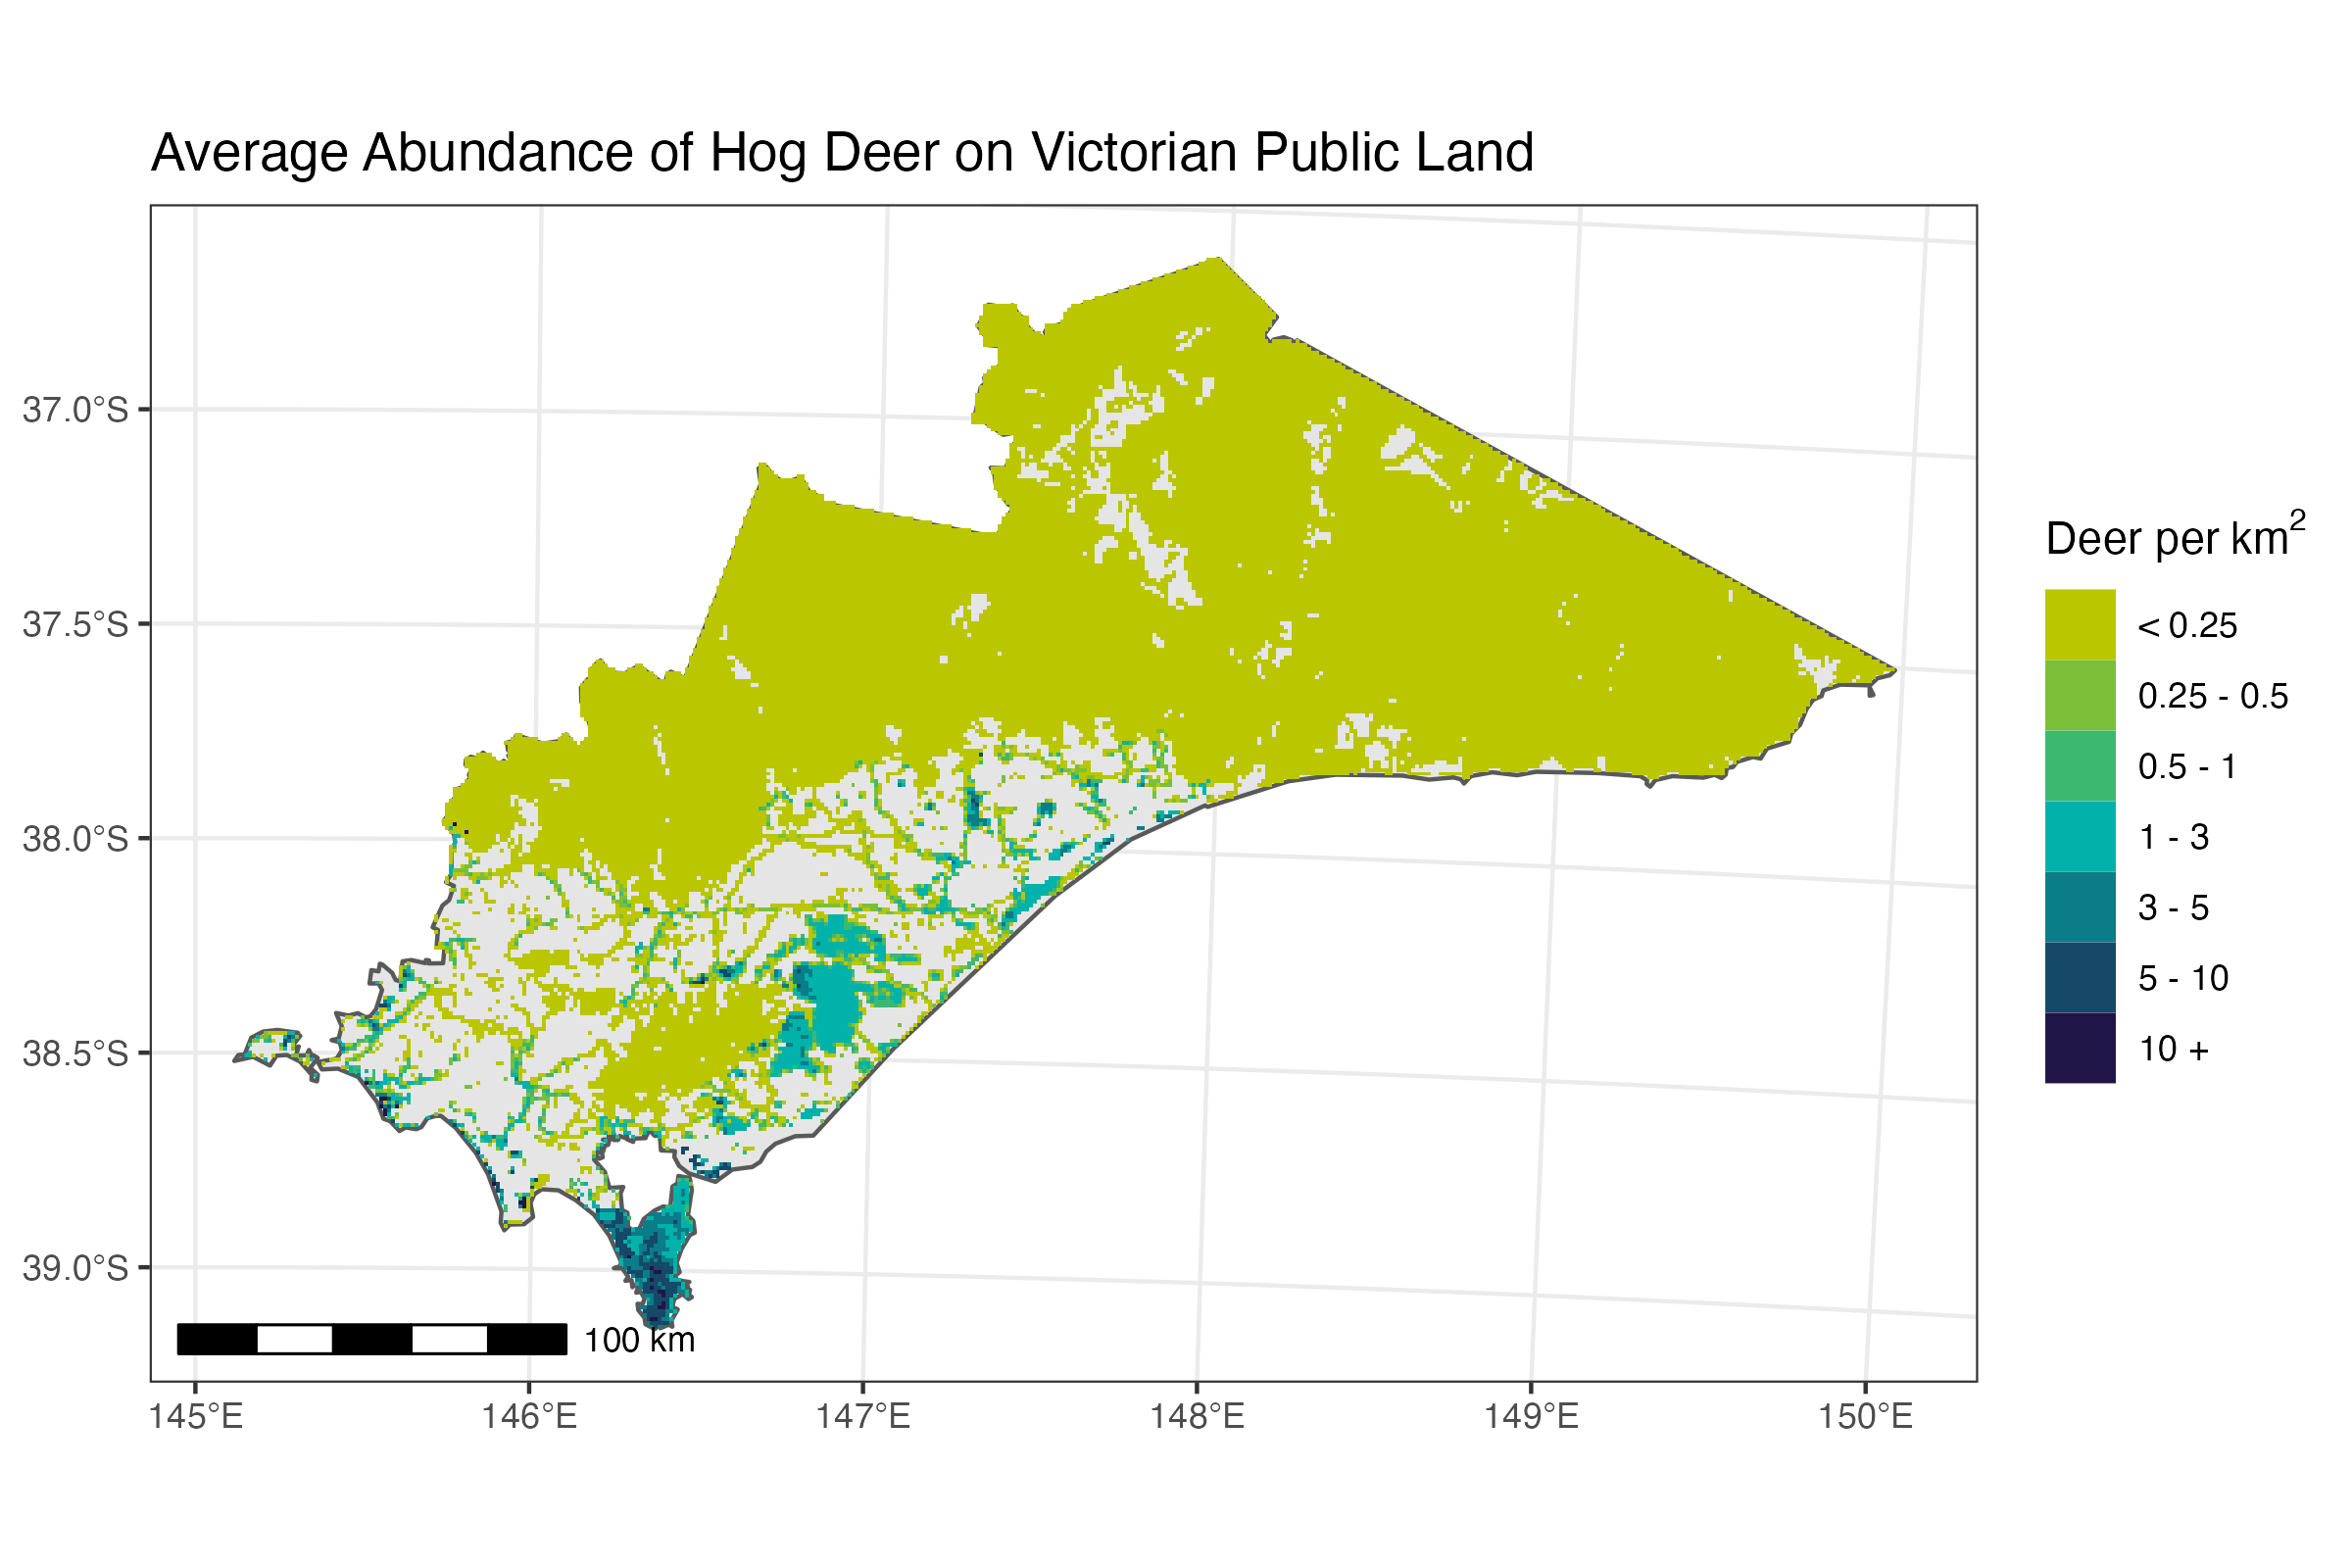 Average Abundance of Hog Deer on Victorian Public Land
37.0°S
37.5°S
38.0°S
38.5°S
39.0°S
100 km
145°E 146°E 147°E 148°E 149°E 150°E
Deer per km²
< 0.25
0.25 - 0.5
0.5 - 1
1 - 3
3 - 5
5 - 10
10 +